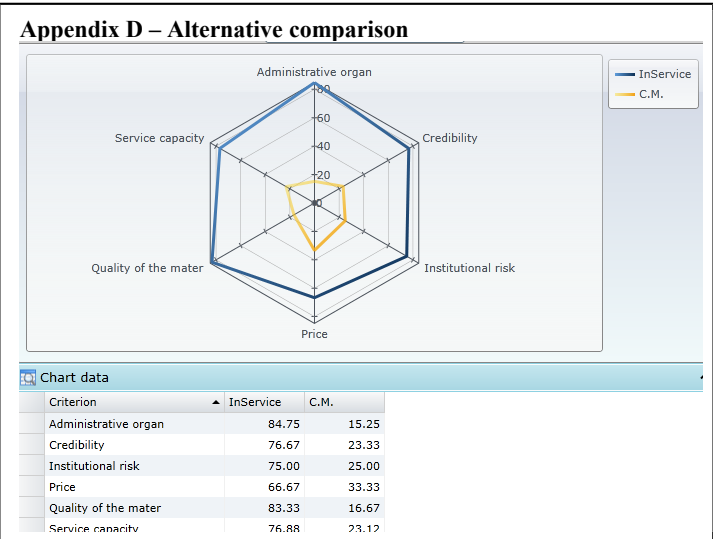 Appendix D – Alternative comparison
Administrative organ
80
60
40
20
0
Service capacity
Credibility
Quality of the mater
Institutional risk
Price
InService
C.M.
Chart data
Criterion InService C.M.
Administrative organ 84.75 15.25
Credibility 76.67 23.33
Institutional risk 75.00 25.00
Price 66.67 33.33
Quality of the mater 83.33 16.67
Service capacity 76.88 23.12